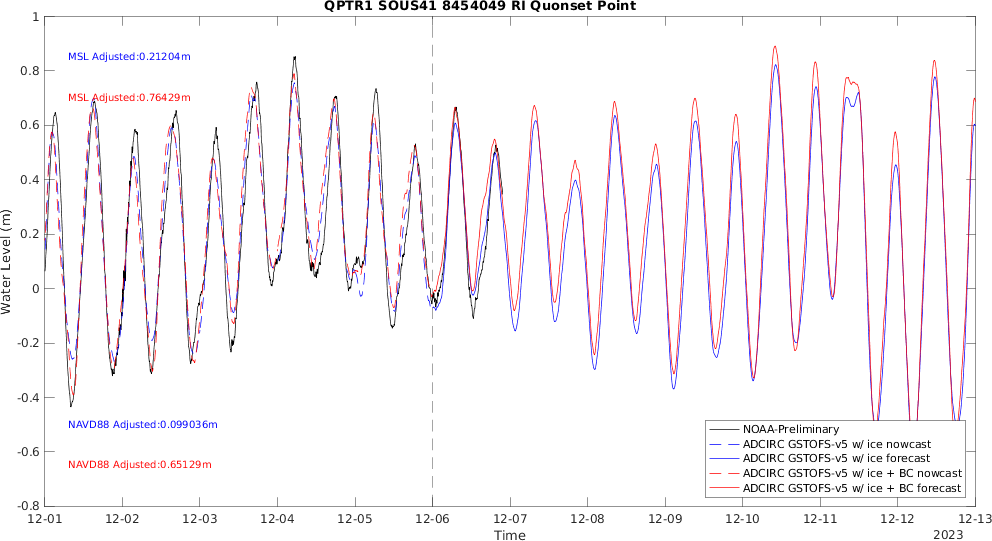 QPTR1 SOUS41 8454049 RI Quonset Point
MSL Adjusted:0.21204m
MSL Adjusted:0.76429m
NAVD88 Adjusted:0.099036m
NAVD88 Adjusted:0.65129m
Water Level (m)
1
0.8
0.6
0.4
0.2
0
-0.2
-0.4
-0.6
-0.8
NOAA-Preliminary
ADCIRC GSTOFS-v5 w/ ice nowcast
ADCIRC GSTOFS-v5 w/ ice forecast
ADCIRC GSTOFS-v5 w/ ice + BC nowcast
ADCIRC GSTOFS-v5 w/ ice + BC forecast
12-01 12-02 12-03 12-04 12-05 12-06 12-07 12-08 12-09 12-10 12-11 12-12 12-13
Time
2023